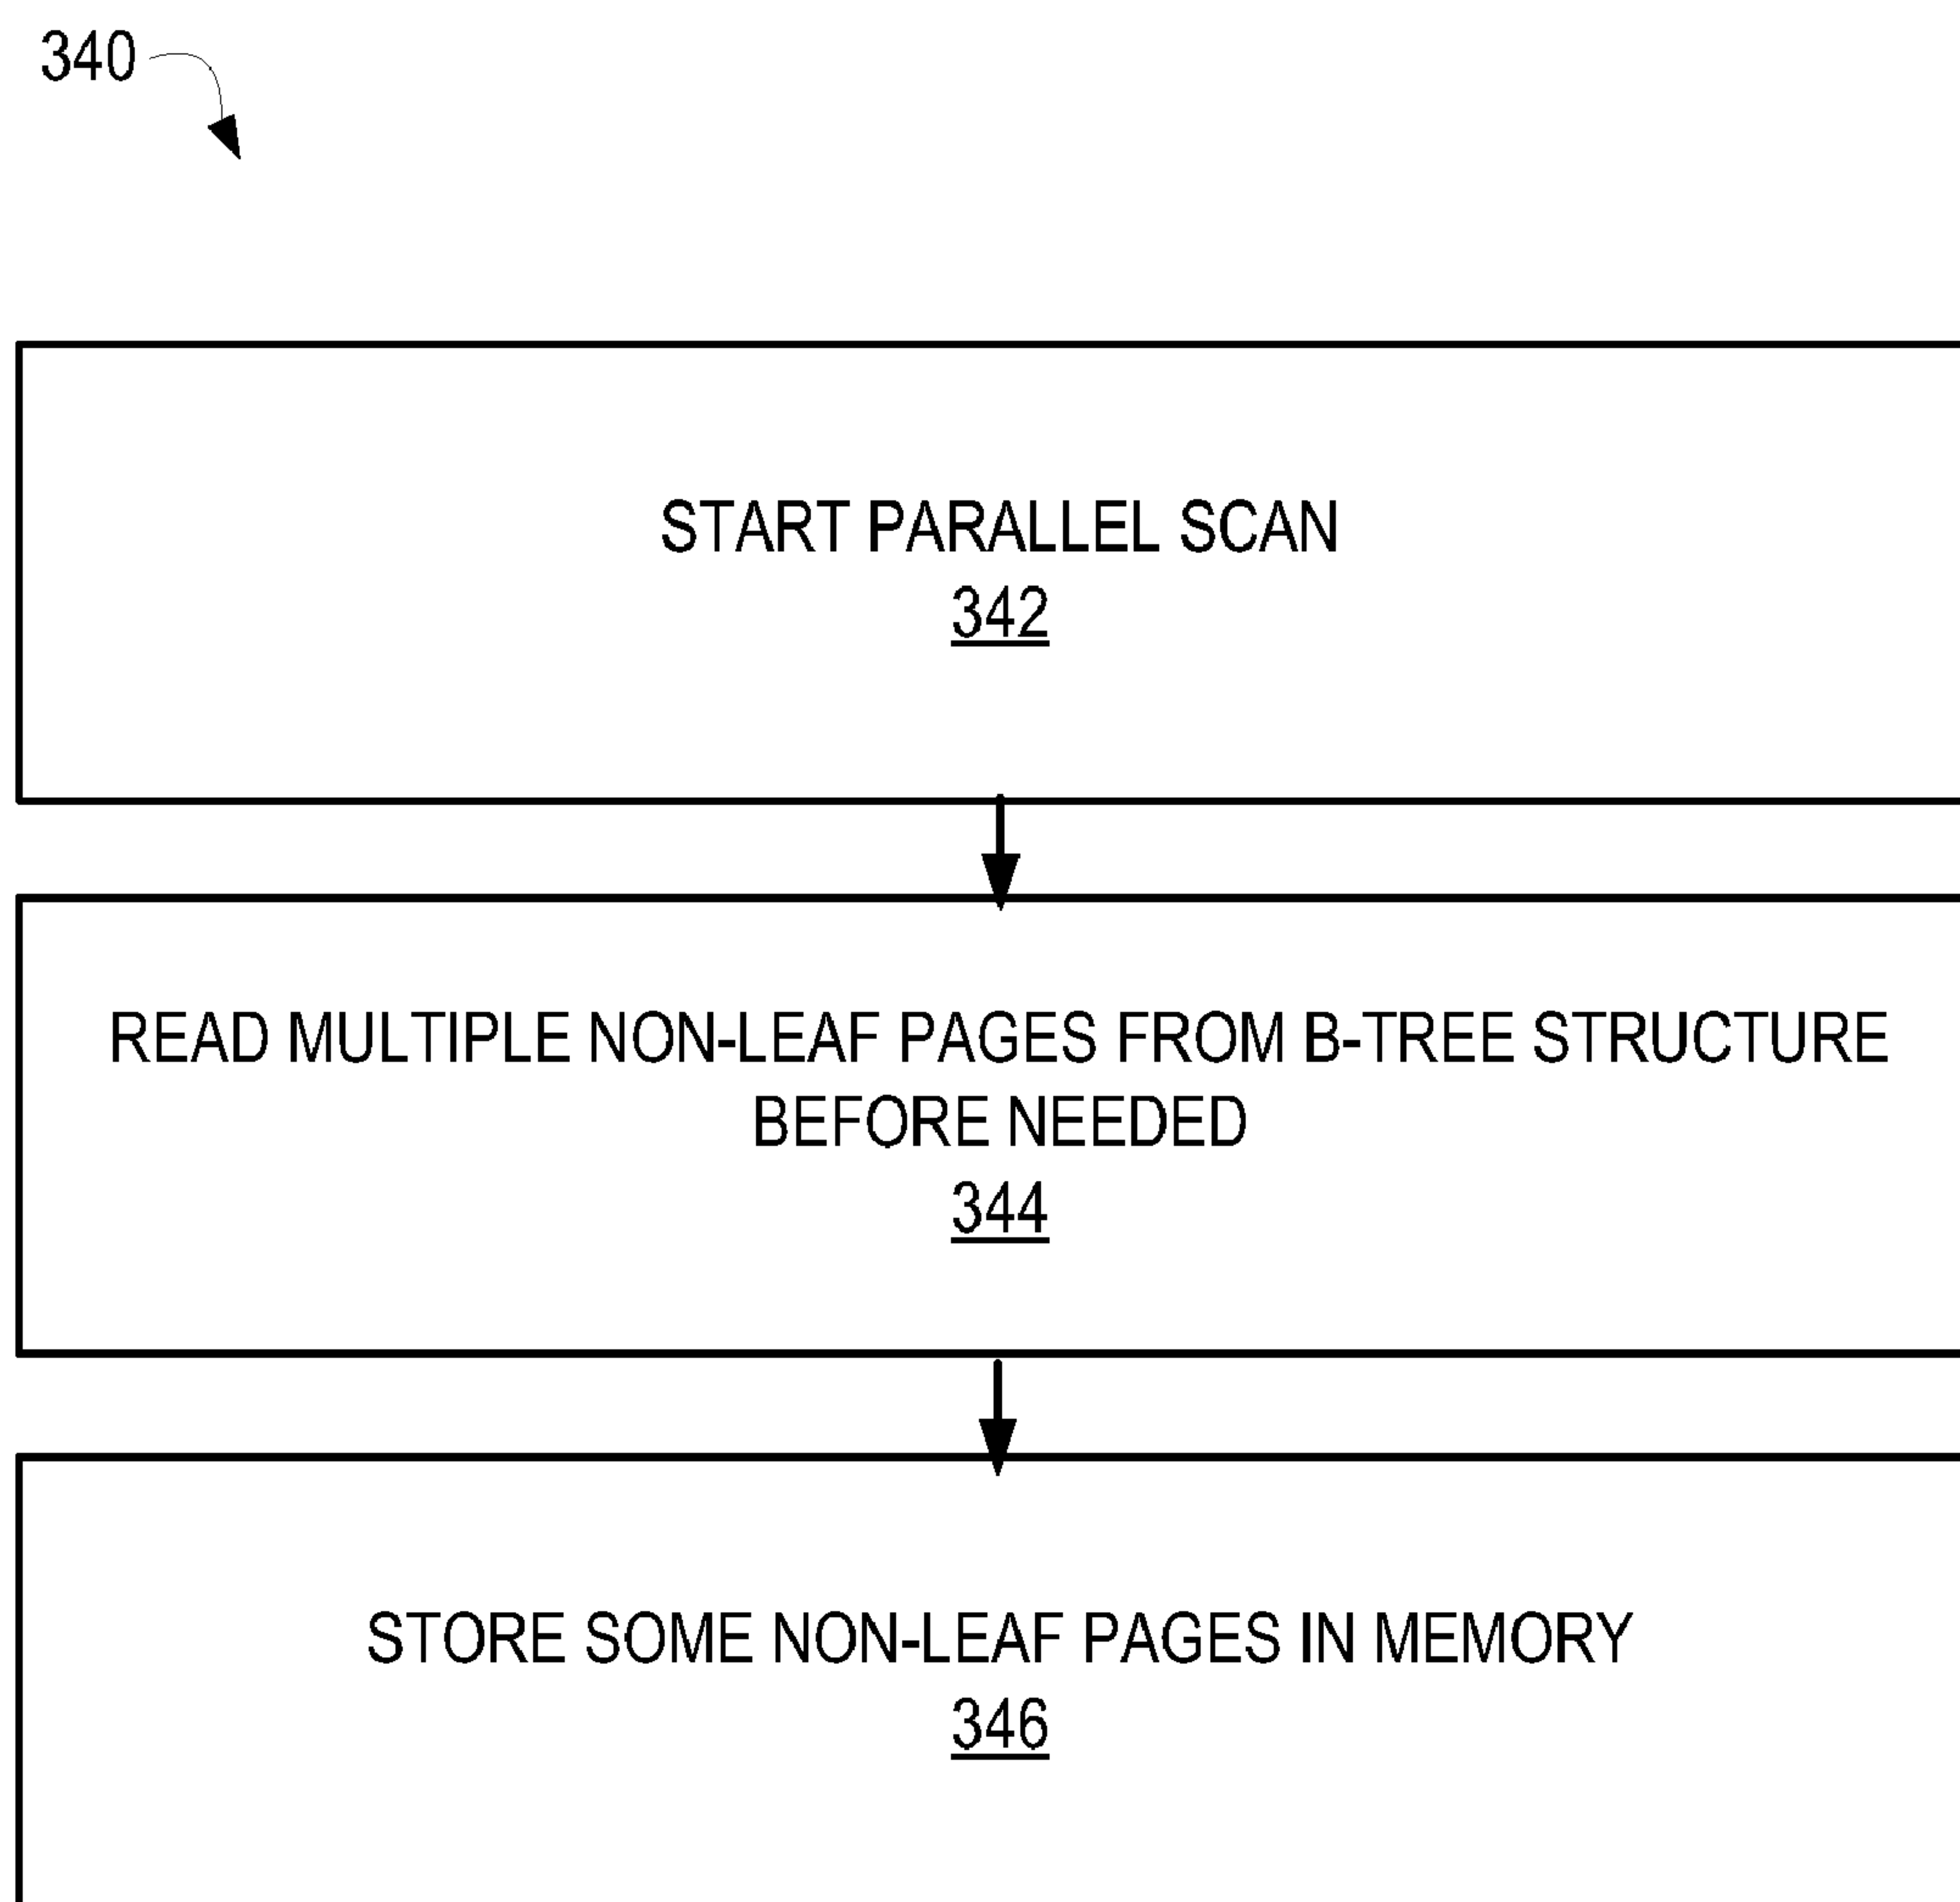 340
START PARALLEL SCAN
342
READ MULTIPLE NON-LEAF PAGES FROM B-TREE STRUCTURE
BEFORE NEEDED
344
STORE SOME NON-LEAF PAGES IN MEMORY
346